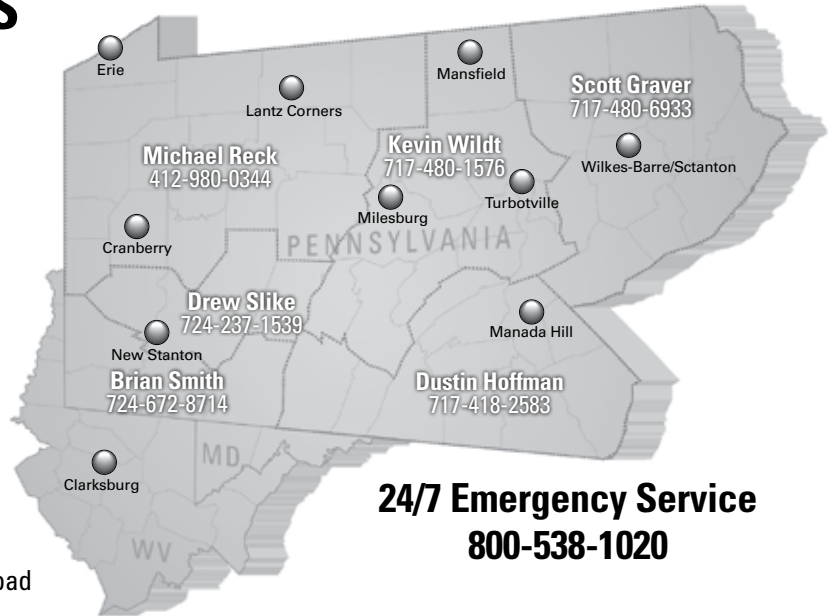 S
Erie
Mansfield
Lantz Corners
Scott Graver
717-480-6933
Michael Reck
412-980-0344
Kevin Wildt
717-480-1576
Wilkes-Barre/Sctanton
Turbotville
Milesburg
Cranberry
PENNSYLVANIA
Drew Slike
724-237-1539
Manada Hill
New Stanton
Brian Smith
724-672-8714
Dustin Hoffman
717-418-2583
MD
Clarksburg
24/7 Emergency Service
800-538-1020
WV
oad